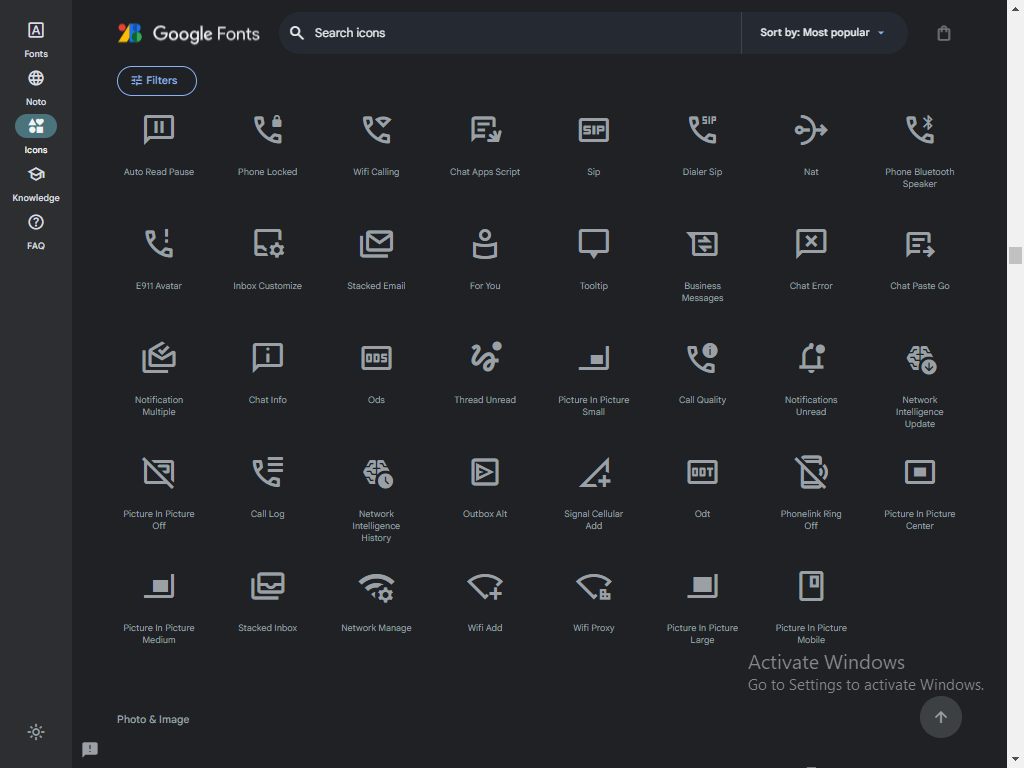 Fonts
Noto
Icons
Knowledge
FAQ
Google Fonts
Search icons
Sort by: Most popular
Filters
Auto Read Pause
Phone Locked
Wifi Calling
Chat Apps Script
SIP
Sip
SIP
Dialer Sip
Nat
Phone Bluetooth
Speaker
E911 Avatar
Inbox Customize
Stacked Email
For You
Tooltip
Business
Messages
Chat Error
Chat Paste Go
Notification
Multiple
Chat Info
ODS
Ods
Thread Unread
Picture In Picture
Small
Call Quality
Notifications
Unread
Network
Intelligence
Update
Picture In Picture
Off
Call Log
Network
Intelligence
History
Outbox Alt
Signal Cellular
Add
ODT
Odt
Phonelink Ring
Off
Picture In Picture
Center
Picture In Picture
Medium
Stacked Inbox
Network Manage
Wifi Add
Wifi Proxy
Picture In Picture
Large
Picture In Picture
Mobile
Activate Windows
Go to Settings to activate Windows.
Photo & Image